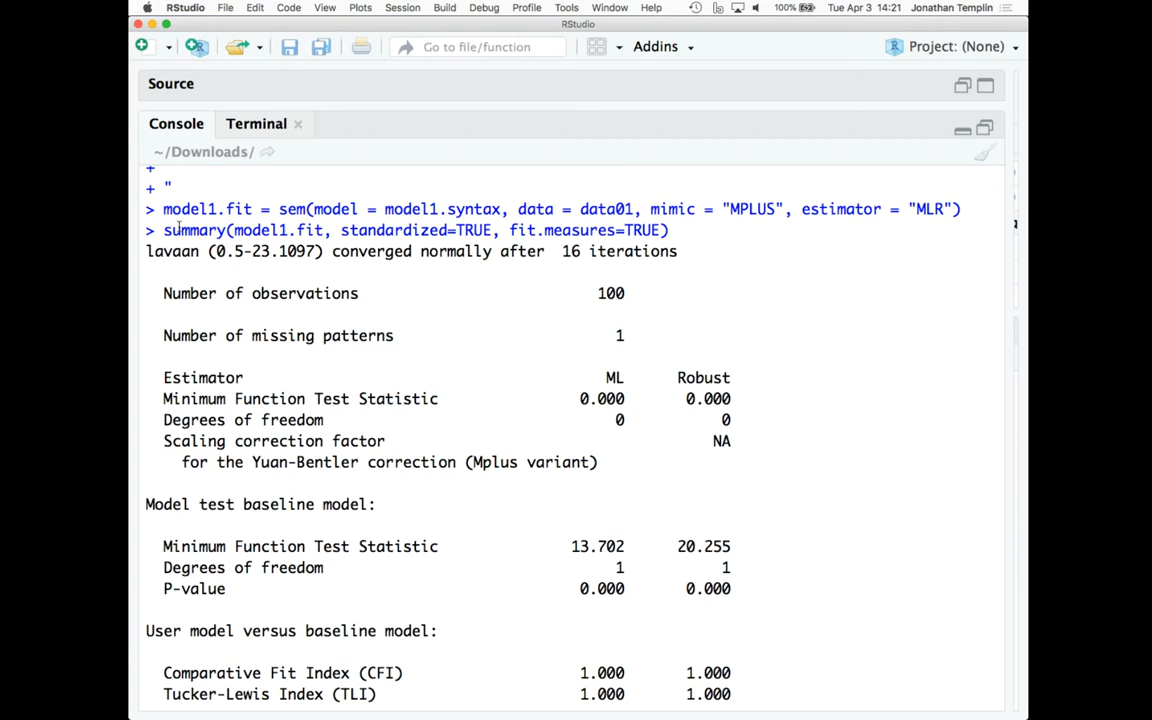 RStudio File Edit Code View Plots Session Build Debug Profile Tools Window Help 100% Tue Apr 3 14:21 Jonathan Templin
RStudio
Go to file/function Addins Project: (None)
Source
Console Terminal
~/Downloads/
+
+ "
> model1.fit = sem(model = model1.syntax, data = data01, mimic = "MPLUS", estimator = "MLR")
> summary(model1.fit, standardized=TRUE, fit.measures=TRUE)
lavaan (0.5-23.1097) converged normally after  16 iterations
Number of observations 100
Number of missing patterns 1
Estimator ML Robust
Minimum Function Test Statistic 0.000 0.000
Degrees of freedom 0 0
Scaling correction factor NA
for the Yuan-Bentler correction (Mplus variant)
Model test baseline model:
Minimum Function Test Statistic 13.702 20.255
Degrees of freedom 1 1
P-value 0.000 0.000
User model versus baseline model:
Comparative Fit Index (CFI) 1.000 1.000
Tucker-Lewis Index (TLI) 1.000 1.000